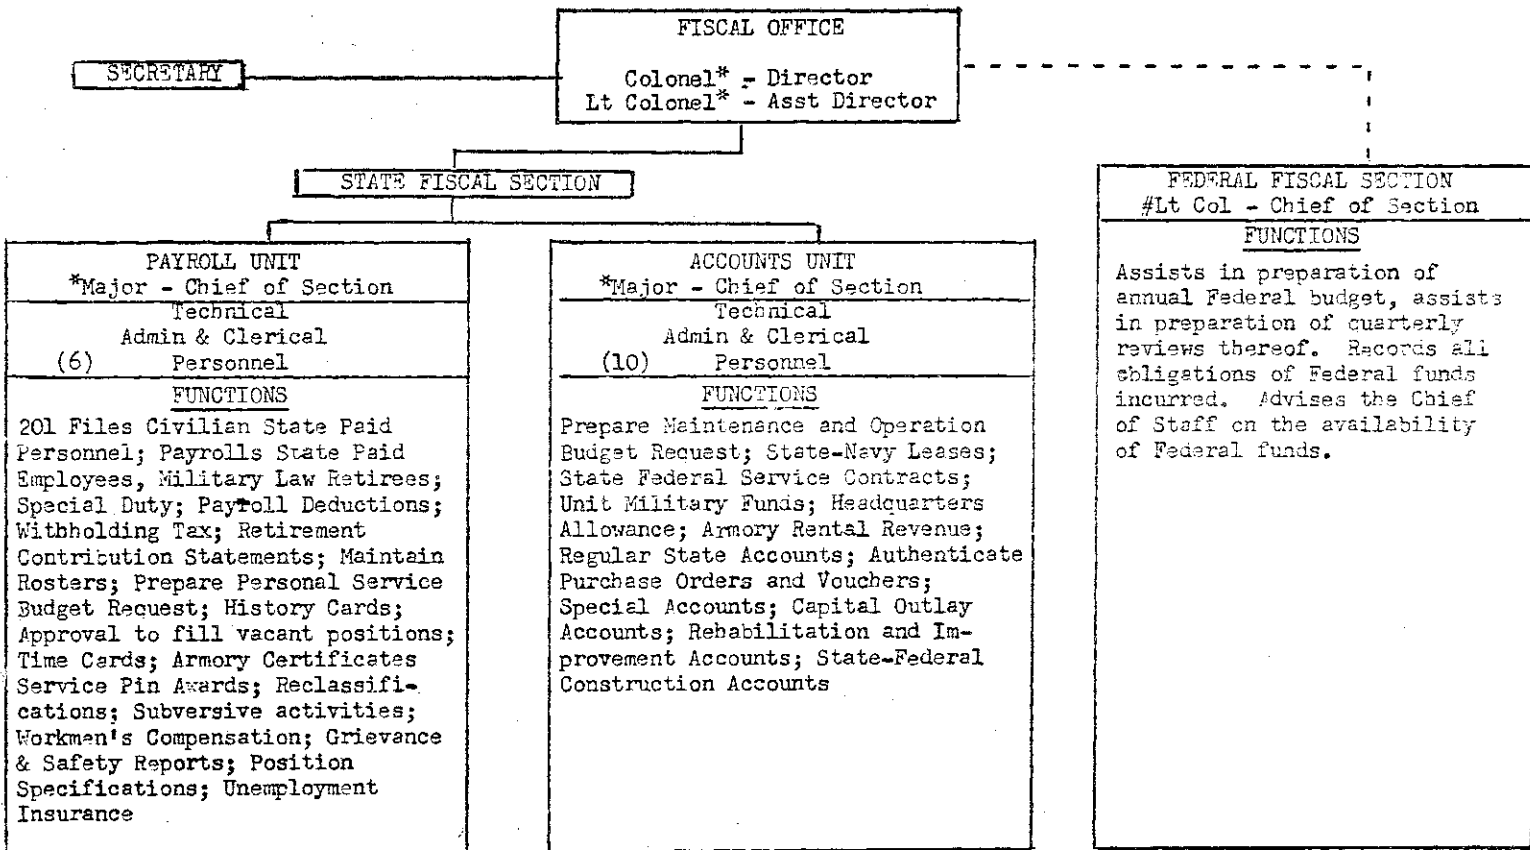 FISCAL OFFICE
Colonel* - Director
Lt Colonel* - Asst Director
SECRETARY
STATE FISCAL SECTION
PAYROLL UNIT
*Major - Chief of Section
Technical
Admin & Clerical
(6) Personnel
FUNCTIONS
201 Files Civilian State Paid
Personnel; Payrolls State Paid
Employees, Military Law Retirees;
Special Duty; Payroll Deductions;
Withholding Tax; Retirement
Contribution Statements; Maintain
Rosters; Prepare Personal Service
Budget Request; History Cards;
Approval to fill vacant positions;
Time Cards; Armory Certificates
Service Pin Awards; Reclassifi-
cations; Subversive activities;
Workmen's Compensation; Grievance
& Safety Reports; Position
Specifications; Unemployment
Insurance
ACCOUNTS UNIT
*Major - Chief of Section
Technical
Admin & Clerical
(10) Personnel
FUNCTIONS
Prepare Maintenance and Operation
Budget Request; State-Navy Leases;
State Federal Service Contracts;
Unit Military Funds; Headquarters
Allowance; Armory Rental Revenue;
Regular State Accounts; Authenticate
Purchase Orders and Vouchers;
Special Accounts; Capital Outlay
Accounts; Rehabilitation and Im-
provement Accounts; State-Federal
Construction Accounts
FEDERAL FISCAL SECTION
#Lt Col - Chief of Section
FUNCTIONS
Assists in preparation of
annual Federal budget, assists
in preparation of quarterly
reviews thereof. Records all
obligations of Federal funds
incurred. Advises the Chief
of Staff on the availability
of Federal funds.